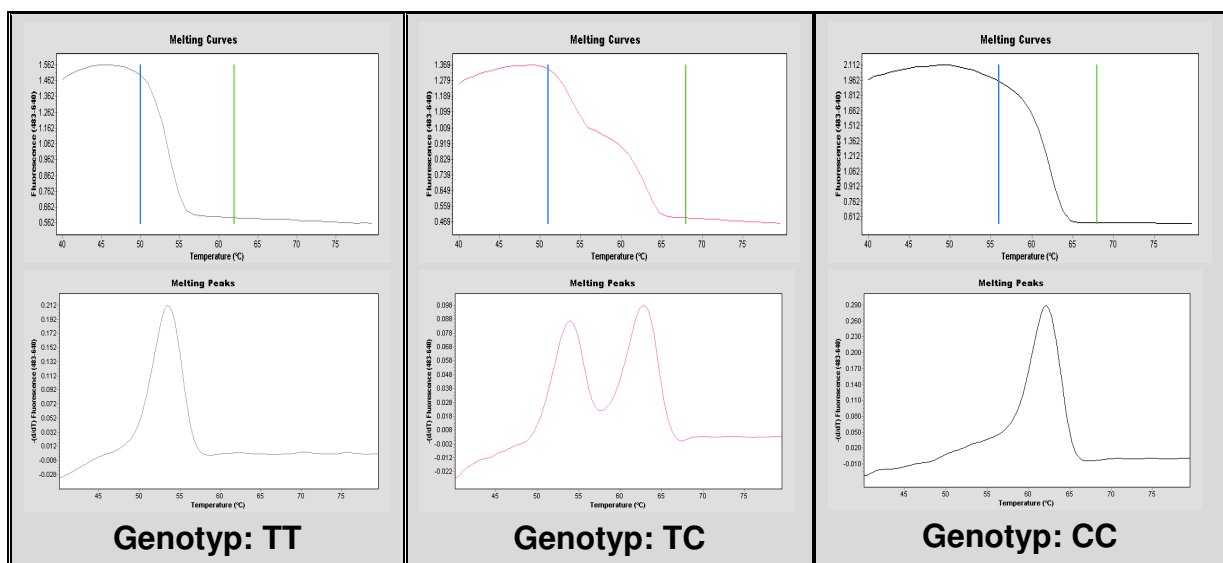 Melting Curves
Fluorescence (483-640)
1.562
1.462
1.362
1.262
1.162
1.062
0.962
0.862
0.762
0.662
0.562
40 45 50 55 60 65 70 75
Temperature (°C)
Melting Peaks
-(d/dT) Fluorescence (483-640)
0.212
0.192
0.172
0.152
0.132
0.112
0.092
0.072
0.052
0.032
0.012
-0.008
-0.028
45 50 55 60 65 70 75
Temperature (°C)
Genotyp: TT
Melting Curves
Fluorescence (483-640)
1.369
1.279
1.189
1.099
1.009
0.919
0.829
0.739
0.649
0.559
0.469
40 45 50 55 60 65 70 75
Temperature (°C)
Melting Peaks
-(d/dT) Fluorescence (483-640)
0.098
0.088
0.078
0.068
0.058
0.048
0.038
0.028
0.018
0.008
-0.002
-0.012
-0.022
45 50 55 60 65 70 75
Temperature (°C)
Genotyp: TC
Melting Curves
Fluorescence (483-640)
2.112
1.962
1.812
1.662
1.512
1.362
1.212
1.062
0.912
0.762
0.612
40 45 50 55 60 65 70 75
Temperature (°C)
Melting Peaks
-(d/dT) Fluorescence (483-640)
0.290
0.260
0.230
0.200
0.170
0.140
0.110
0.080
0.050
0.020
-0.010
45 50 55 60 65 70 75
Temperature (°C)
Genotyp: CC